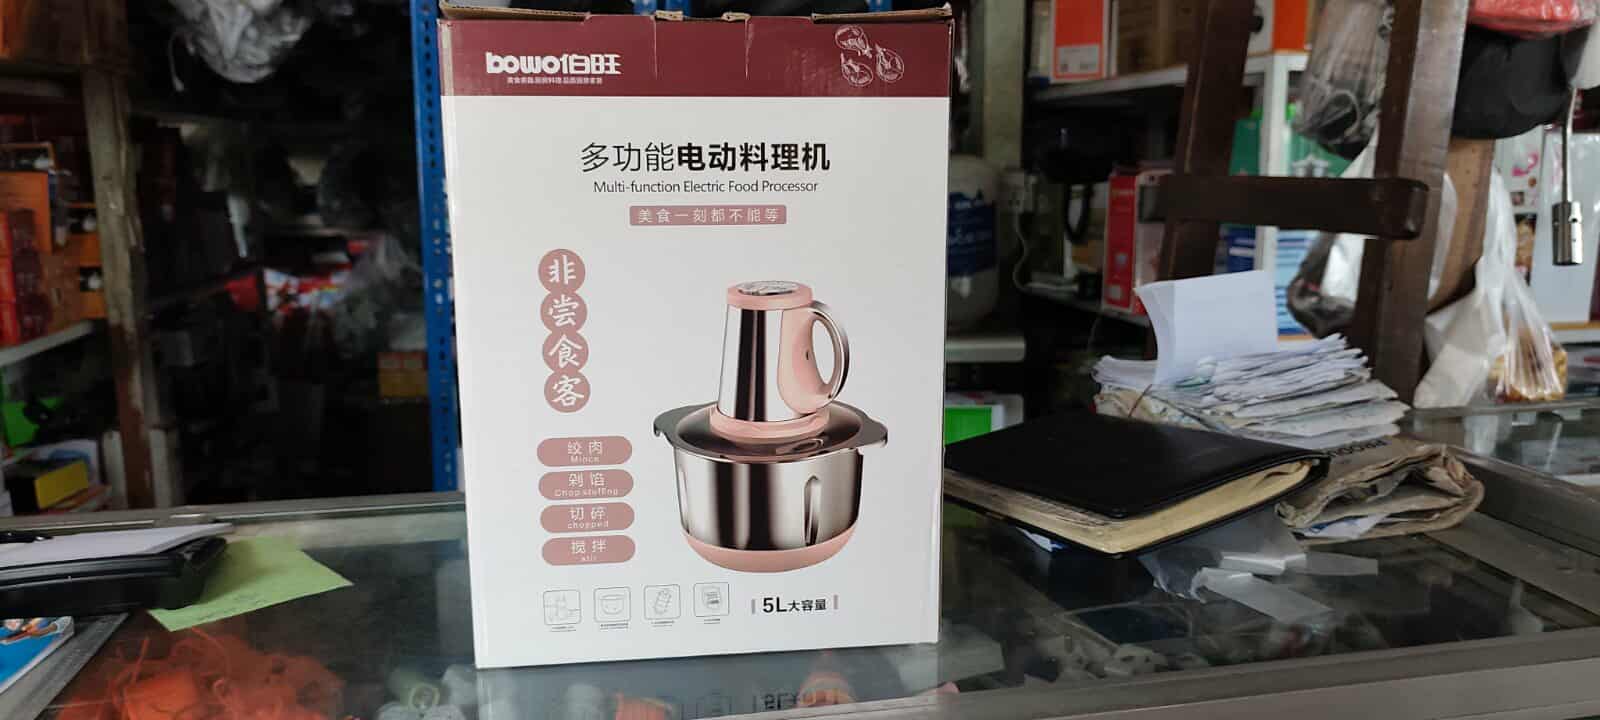 bowo伯旺
多功能电动料理机
Multi-function Electric Food Processor
美食一刻都不能等
非
尝
食
客
绞肉
Mince
剁馅
Chop stuffing
切碎
chopped
搅拌
stir
5L大容量